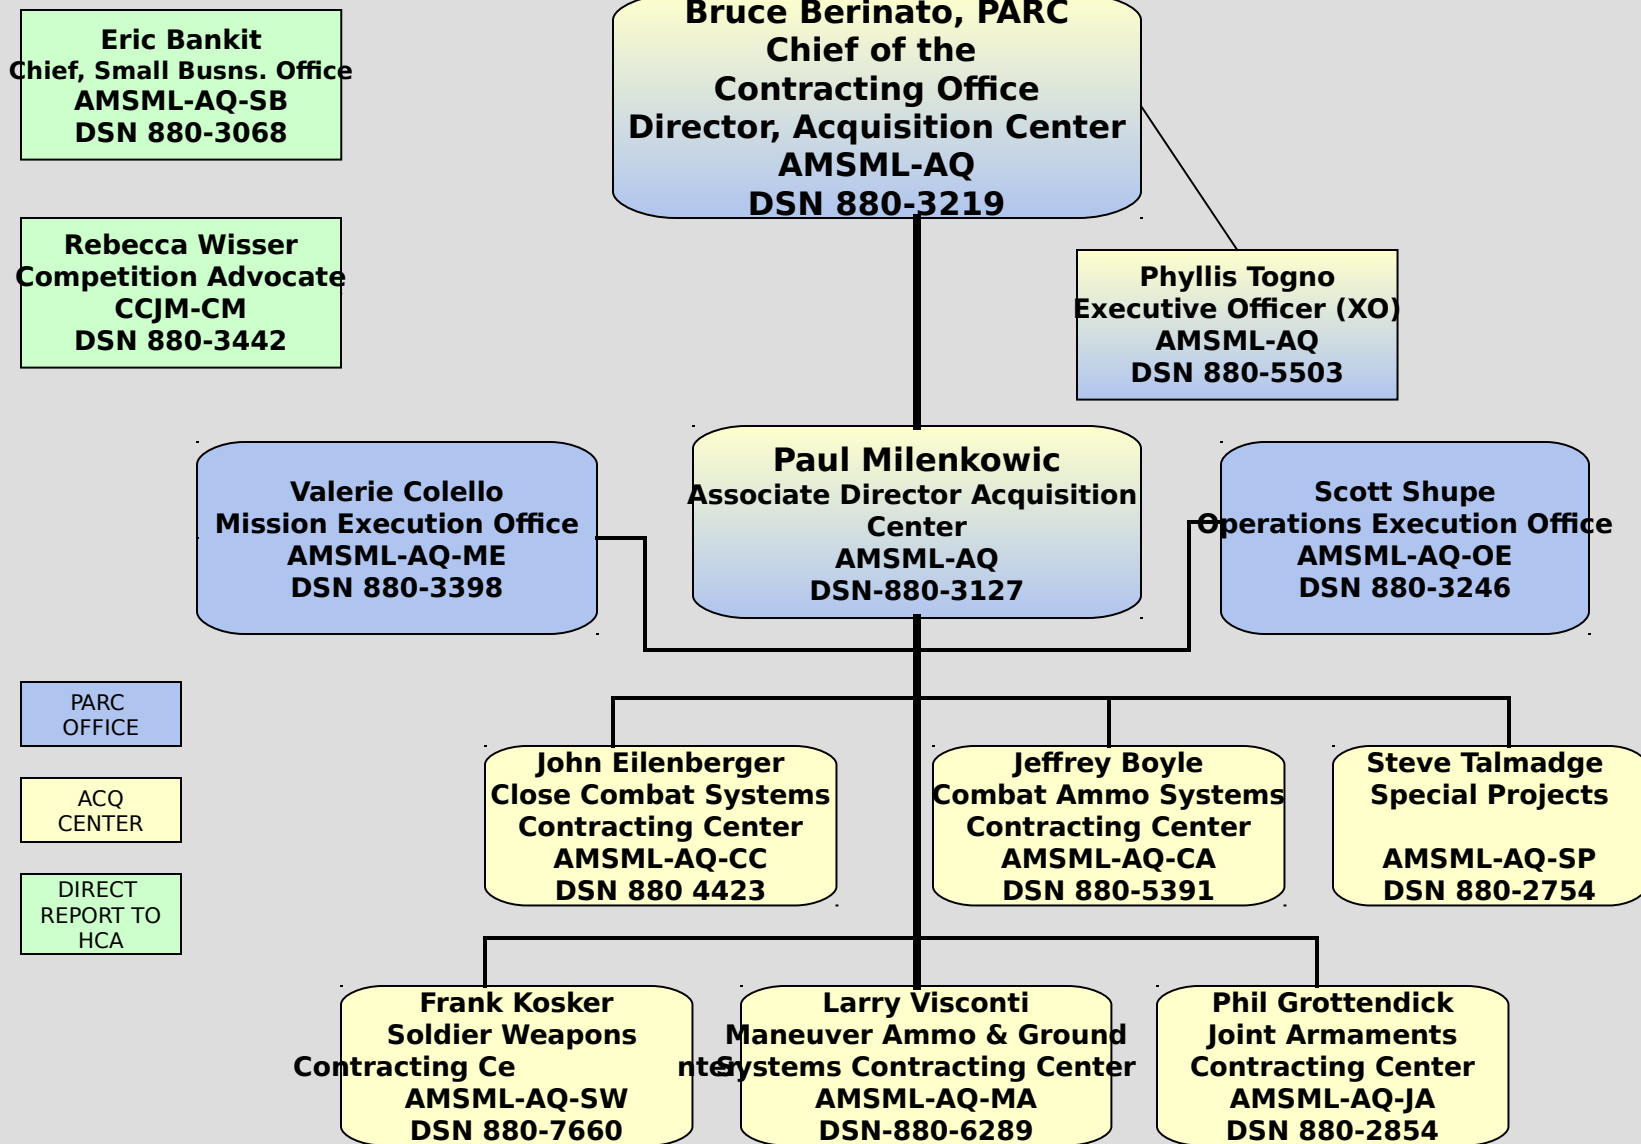 Eric Bankit
Chief, Small Busns. Office
AMSML-AQ-SB
DSN 880-3068
Bruce Berinato, PARC
Chief of the
Contracting Office
Director, Acquisition Center
AMSML-AQ
DSN 880-3219
Rebecca Wisser
Competition Advocate
CCJM-CM
DSN 880-3442
Phyllis Togno
Executive Officer (XO)
AMSML-AQ
DSN 880-5503
Valerie Colello
Mission Execution Office
AMSML-AQ-ME
DSN 880-3398
Paul Milenkowic
Associate Director Acquisition
Center
AMSML-AQ
DSN-880-3127
Scott Shupe
Operations Execution Office
AMSML-AQ-OE
DSN 880-3246
PARC
OFFICE
ACQ
CENTER
DIRECT
REPORT TO
HCA
John Eilenberger
Close Combat Systems
Contracting Center
AMSML-AQ-CC
DSN 880 4423
Jeffrey Boyle
Combat Ammo Systems
Contracting Center
AMSML-AQ-CA
DSN 880-5391
Steve Talmadge
Special Projects
AMSML-AQ-SP
DSN 880-2754
Frank Kosker
Soldier Weapons
Contracting Ce nter
AMSML-AQ-SW
DSN 880-7660
Larry Visconti
Maneuver Ammo & Ground
Systems Contracting Center
AMSML-AQ-MA
DSN-880-6289
Phil Grottendick
Joint Armaments
Contracting Center
AMSML-AQ-JA
DSN 880-2854